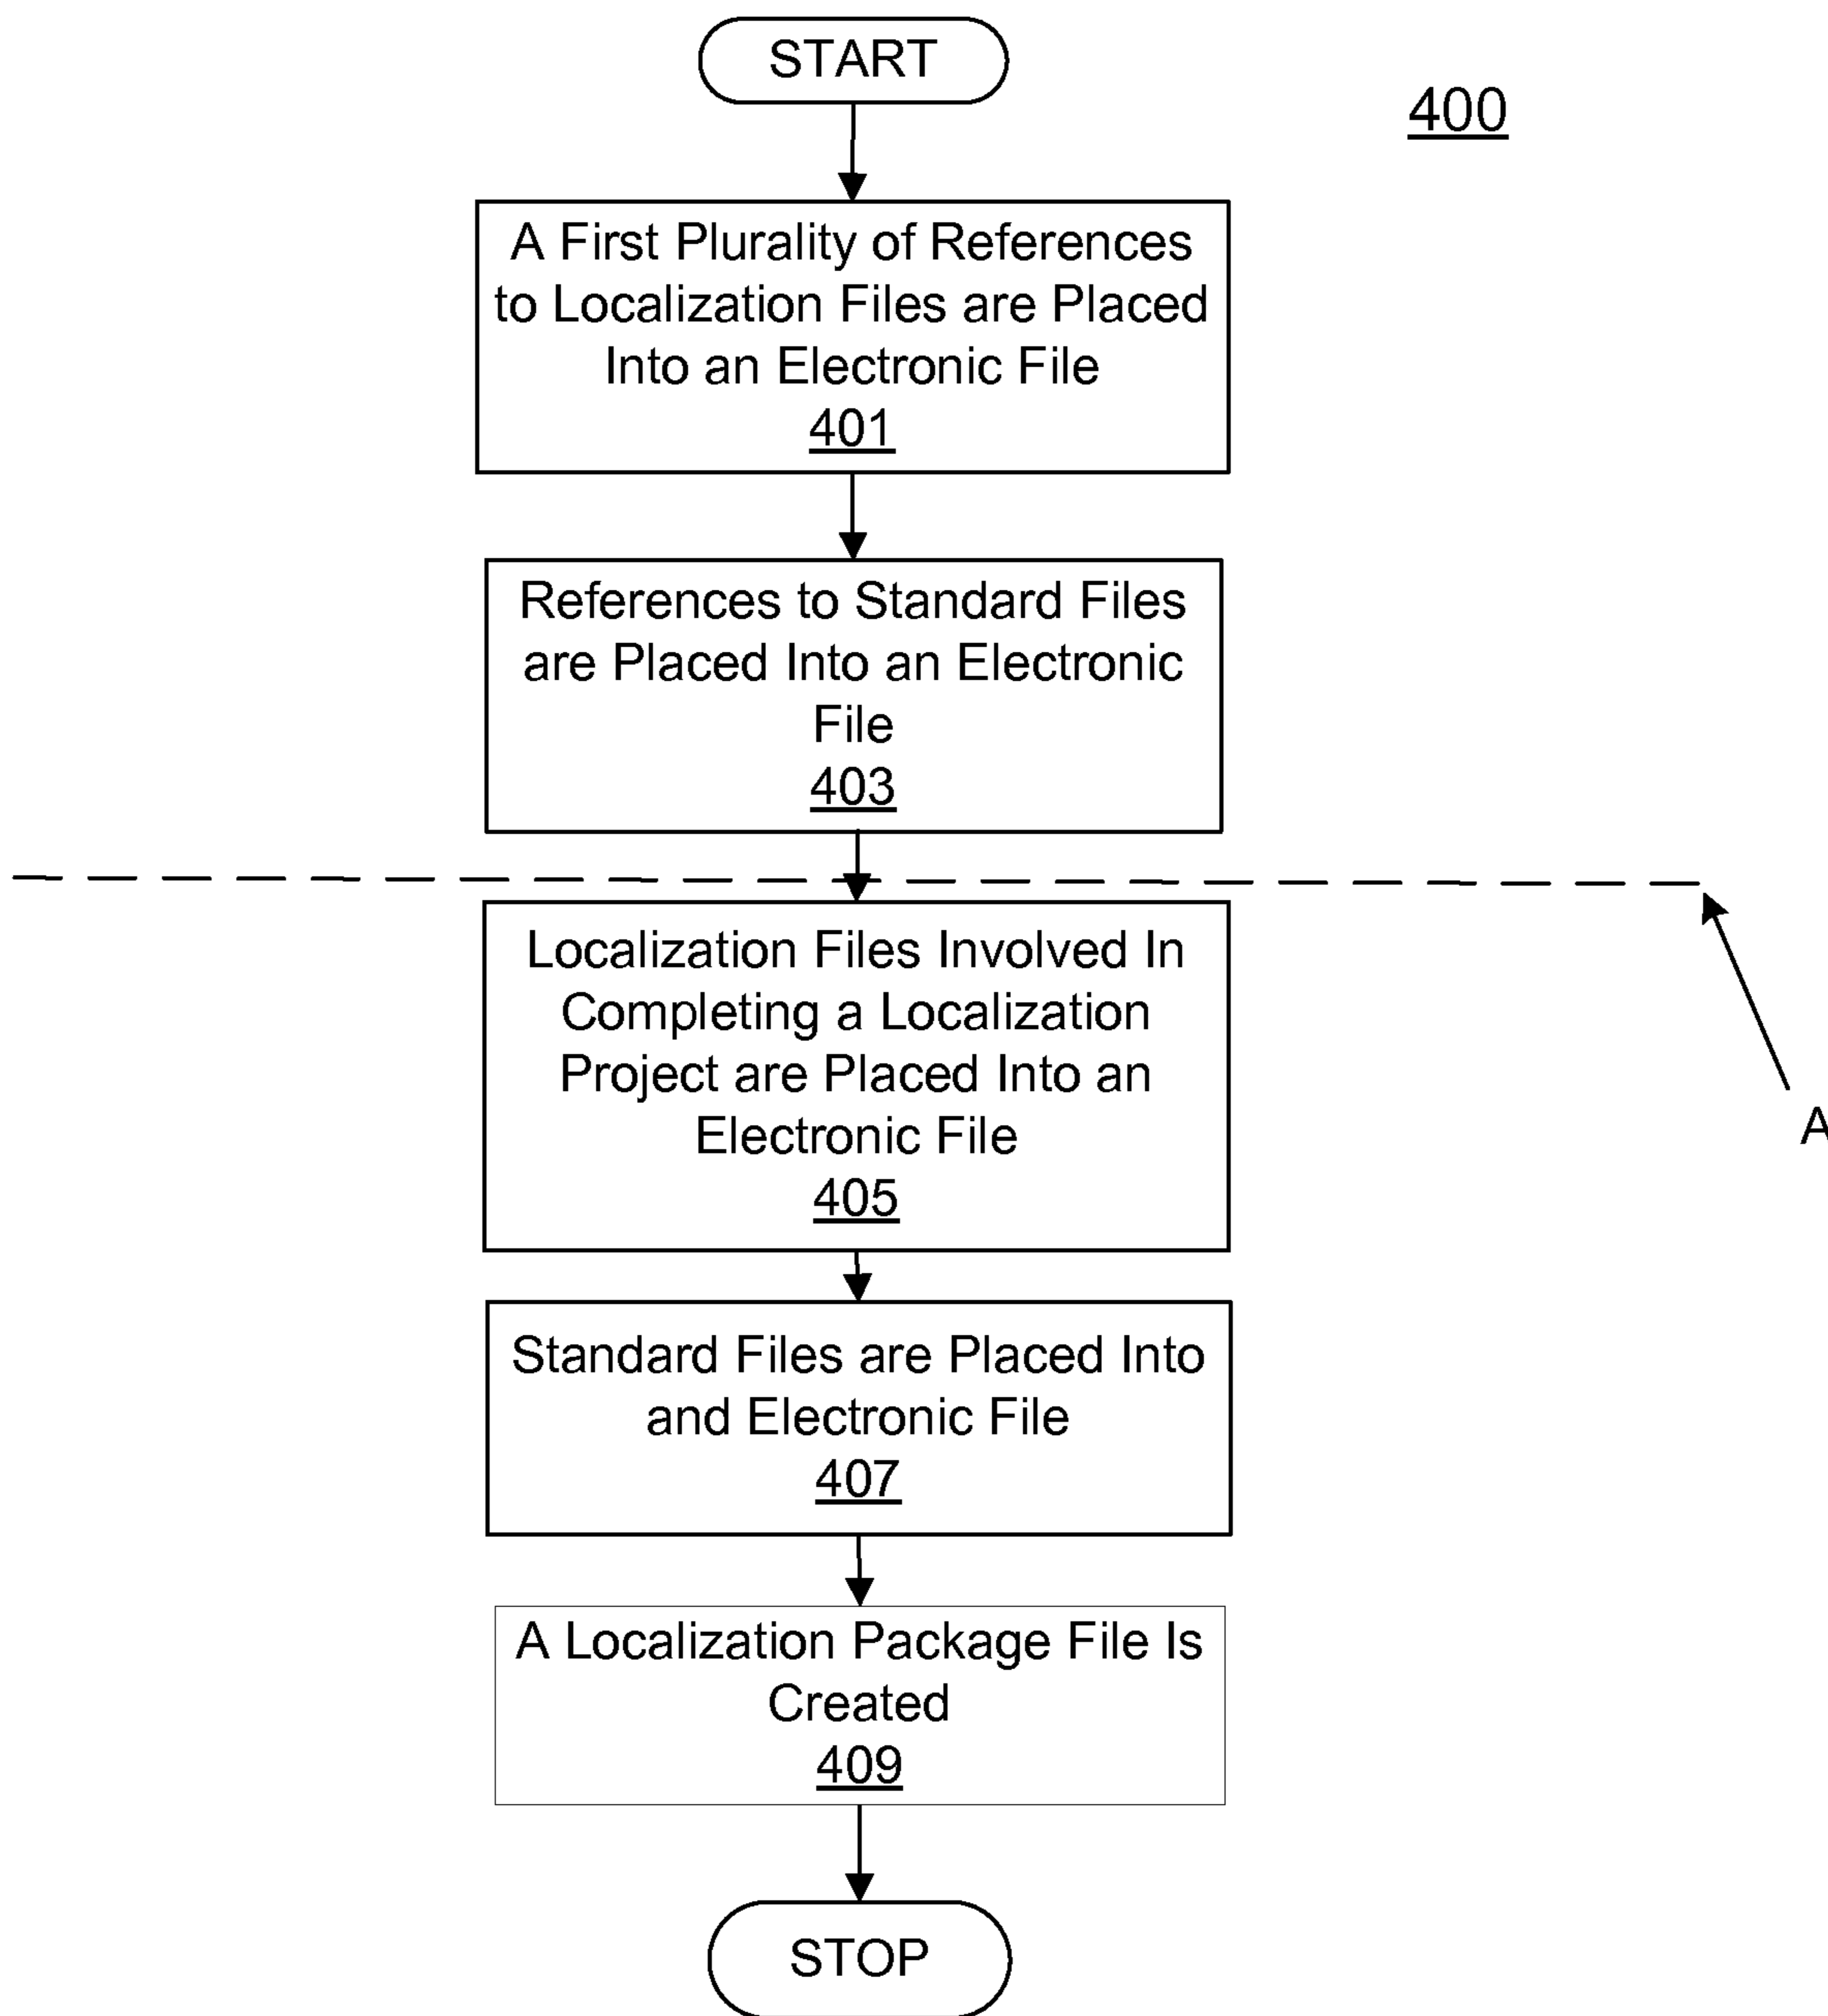 START
400
A First Plurality of References
to Localization Files are Placed
Into an Electronic File
401
References to Standard Files
are Placed Into an Electronic
File
403
Localization Files Involved In
Completing a Localization
Project are Placed Into an
Electronic File
405
A
Standard Files are Placed Into
and Electronic File
407
A Localization Package File Is
Created
409
STOP